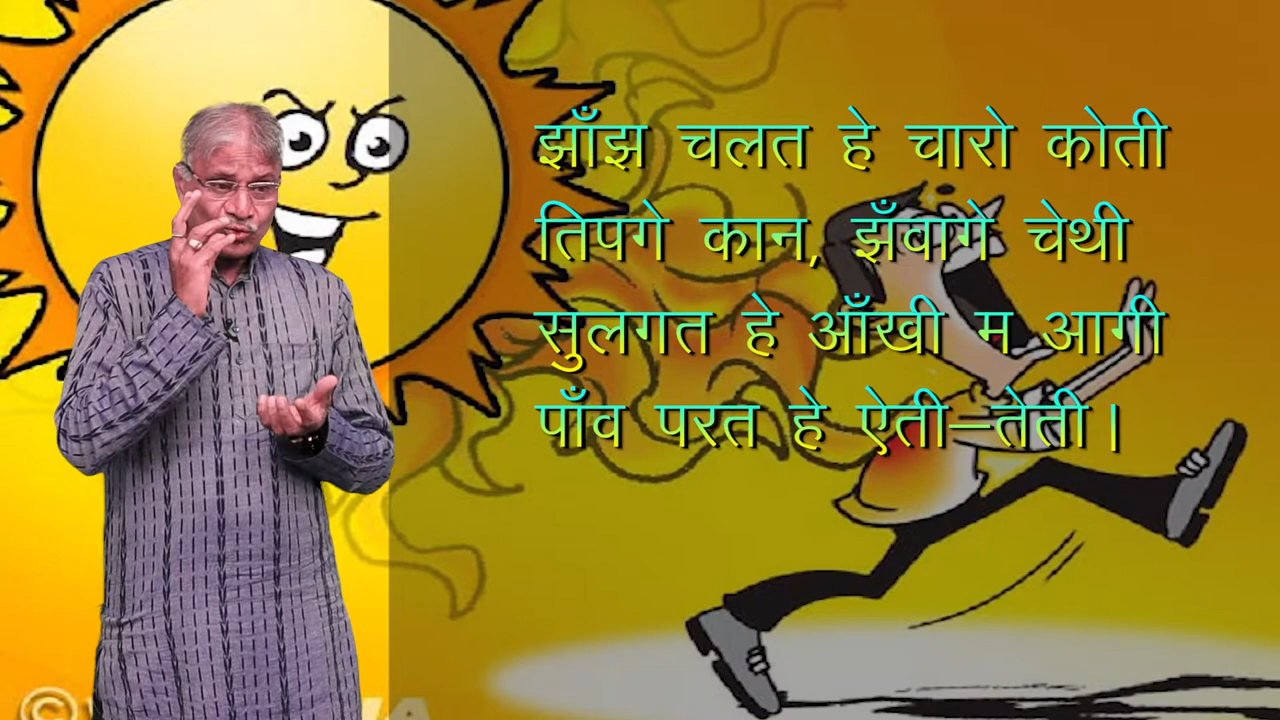 झाँझ चलत हे चारो कोती
तिपगे कान, झँवागे चेथी
सुलगत हे आँखी म आगी
पाँव परत हे ऐती–तेती।
©